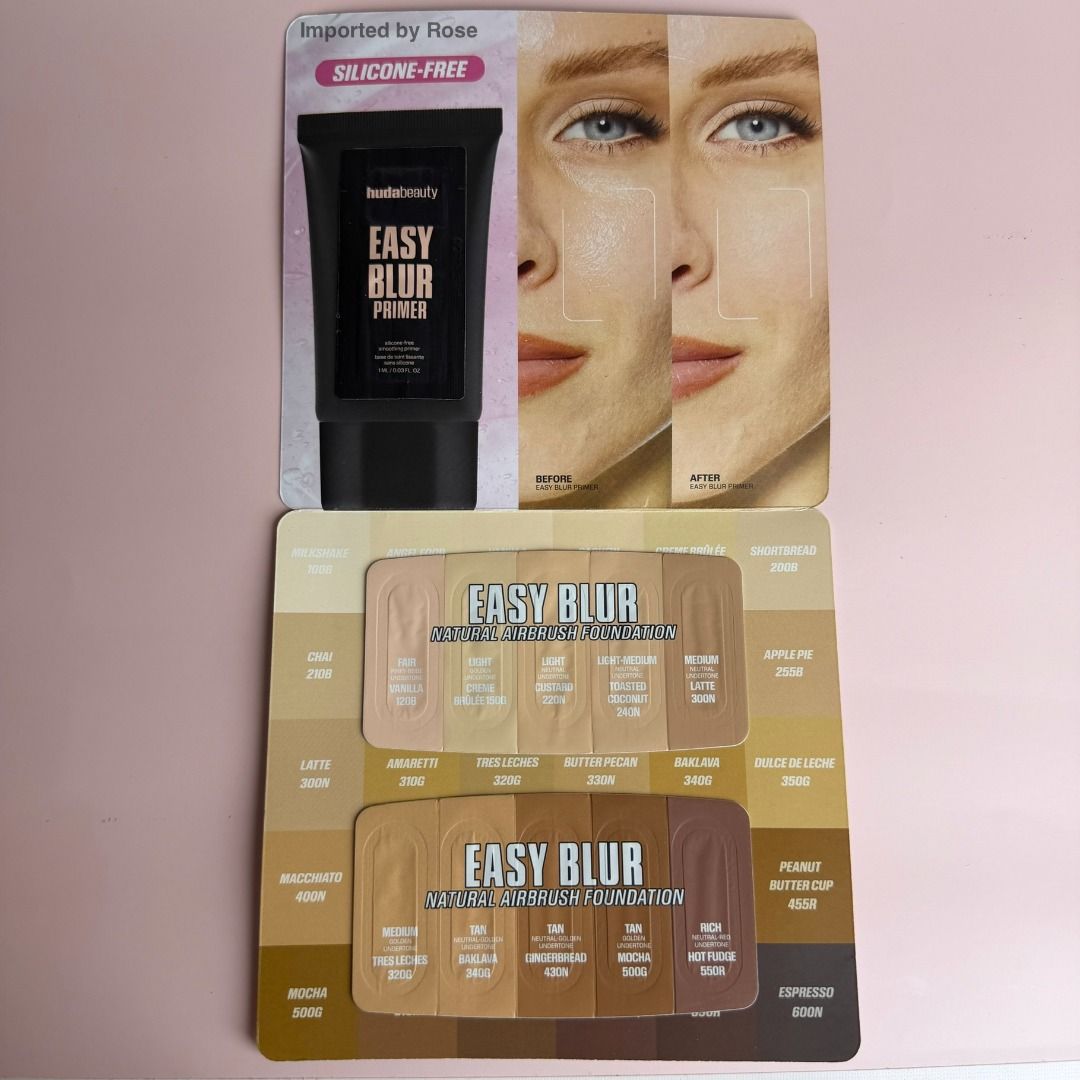 Imported by Rose
SILICONE-FREE
hudabeauty
EASY
BLUR
PRIMER
silicone-free
smoothing primer
base de teint lissante
sans silicone
1 ML / 0.03 FL. OZ
BEFORE
EASY BLUR PRIMER
AFTER
EASY BLUR PRIMER
MILKSHAKE
100B
ANGEL FOOD
CRÈME BRÛLÉE
SHORTBREAD
200B
EASY BLUR
NATURAL AIRBRUSH FOUNDATION
CHAI
210B
FAIR
UNDERTONE
VANILLA
120B
LIGHT
GOLDEN
UNDERTONE
CREME
BRÛLÉE 150G
LIGHT
NEUTRAL
UNDERTONE
CUSTARD
220N
LIGHT-MEDIUM
NEUTRAL
UNDERTONE
TOASTED
COCONUT
240N
MEDIUM
NEUTRAL
UNDERTONE
LATTE
300N
APPLE PIE
255B
LATTE
300N
AMARETTI
310G
TRES LECHES
320G
BUTTER PECAN
330N
BAKLAVA
340G
DULCE DE LECHE
350G
EASY BLUR
NATURAL AIRBRUSH FOUNDATION
MACCHIATO
400N
PEANUT
BUTTER CUP
455R
MEDIUM
GOLDEN
UNDERTONE
TRES LECHES
320G
TAN
NEUTRAL-GOLDEN
UNDERTONE
BAKLAVA
340G
TAN
NEUTRAL-GOLDEN
UNDERTONE
GINGERBREAD
430N
TAN
GOLDEN
UNDERTONE
MOCHA
500G
RICH
NEUTRAL-RED
UNDERTONE
HOT FUDGE
550R
MOCHA
500G
ESPRESSO
600N